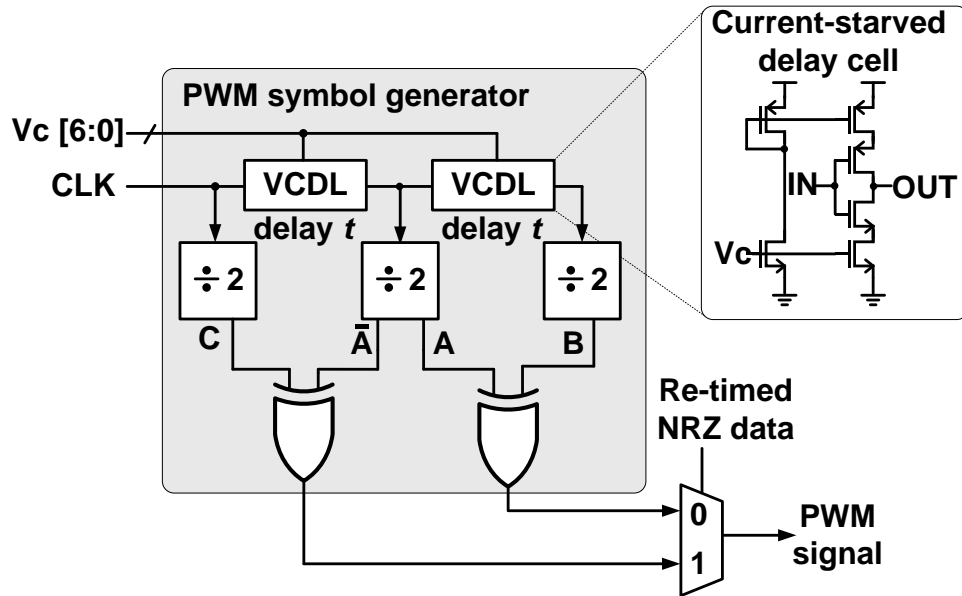 Current-starved
delay cell
PWM symbol generator
Vc [6:0]
CLK
VCDL
VCDL
delay t
delay t
IN
OUT
Vc
÷ 2
÷ 2
÷ 2
C
A̅
A
B
Re-timed
NRZ data
0
1
PWM
signal